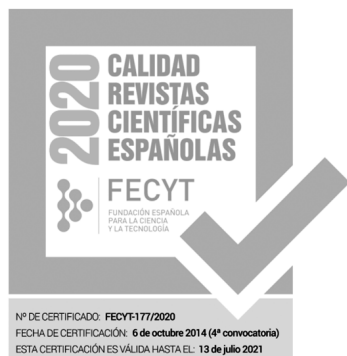 2020
CALIDAD
REVISTAS
CIENTÍFICAS
ESPAÑOLAS
FECYT
FUNDACIÓN ESPAÑOLA
PARA LA CIENCIA
Y LA TECNOLOGÍA
Nº DE CERTIFICADO: FECYT-177/2020
FECHA DE CERTIFICACIÓN: 6 de octubre 2014 (4ª convocatoria)
ESTA CERTIFICACIÓN ES VÁLIDA HASTA EL: 13 de julio 2021